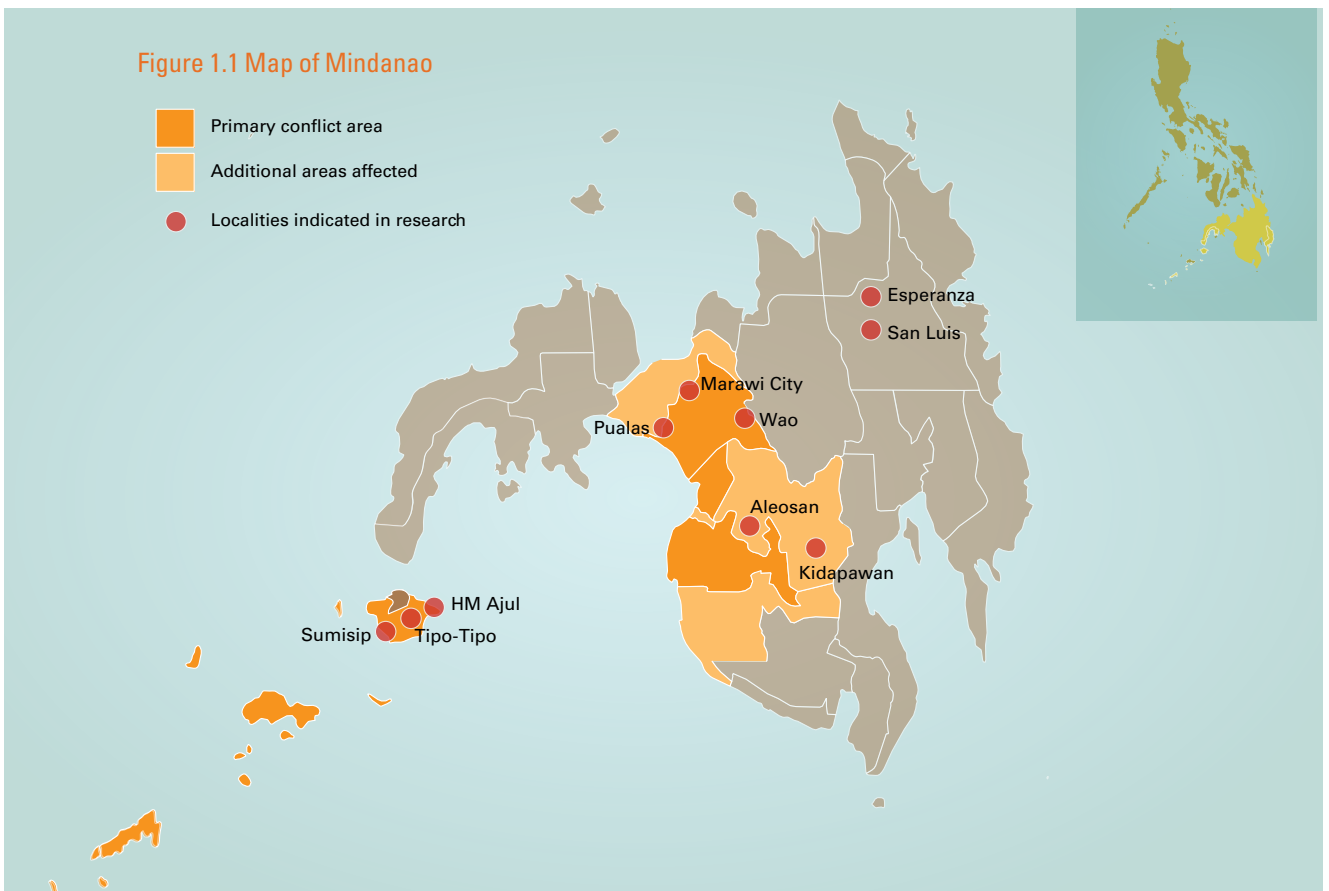 Figure 1.1 Map of Mindanao
Primary conflict area
Additional areas affected
Localities indicated in research
Esperanza
San Luis
Marawi City
Wao
Pualas
Aleosan
Kidapawan
HM Ajul
Sumisip
Tipo-Tipo